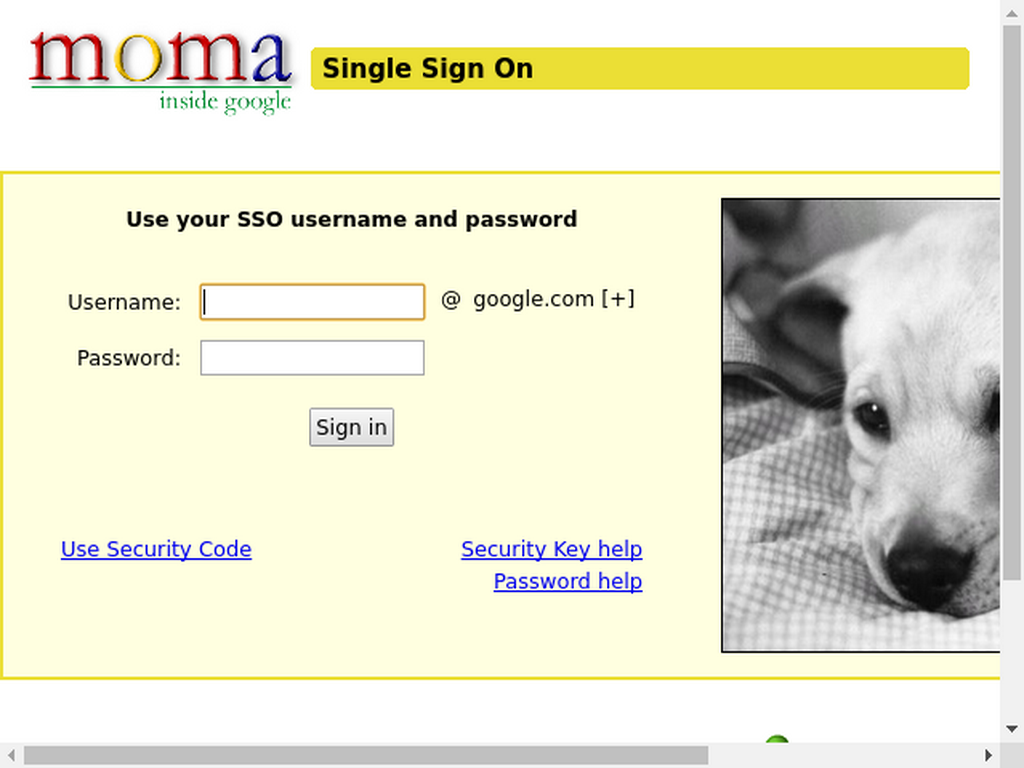 moma
inside google
Single Sign On
Use your SSO username and password
Username: @ google.com [+]
Password:
Sign in
Use Security Code
Security Key help
Password help